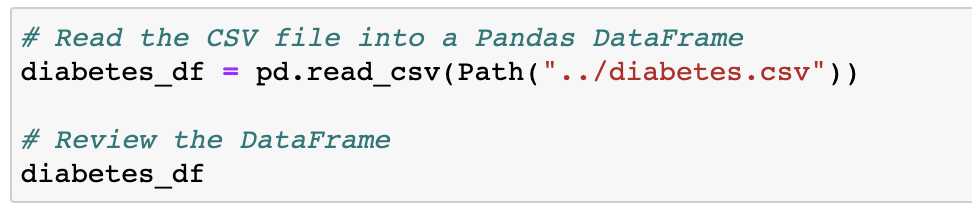 # Read the CSV file into a Pandas DataFrame
diabetes_df = pd.read_csv(Path("../diabetes.csv"))
# Review the DataFrame
diabetes_df